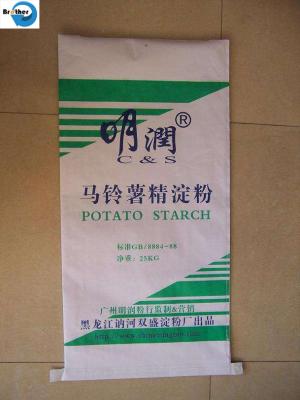 Brother
明潤®
C&S
马铃薯精淀粉
POTATO STARCH
标准GB/8884-88
净重：25KG
广州明润粉行监制&营销
黑龙江讷河双盛淀粉厂出品